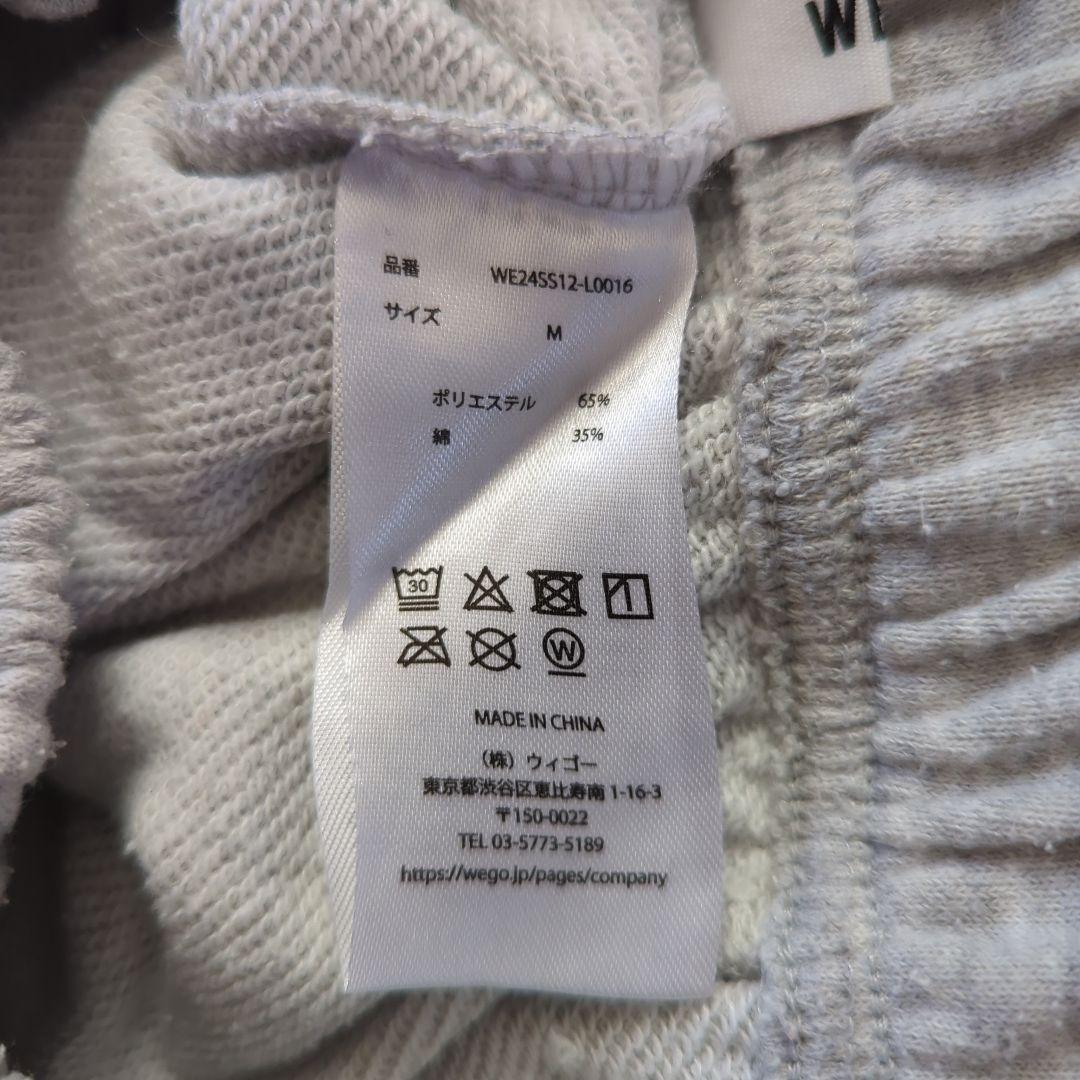 WE
品番 WE24SS12-L0016
サイズ M
ポリエステル 65%
綿 35%
30
W
MADE IN CHINA
（株）ウィゴー
東京都渋谷区恵比寿南1-16-3
〒150-0022
TEL 03-5773-5189
https://wego.jp/pages/company